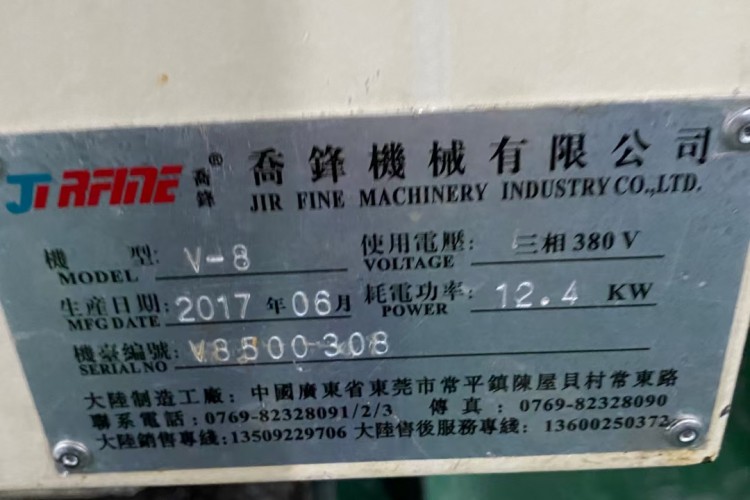 JIRFINE 喬鋒 ® 喬鋒機械有限公司
JIR FINE MACHINERY INDUSTRY CO.,LTD.
機型: V-8 使用電壓: 三相380V
MODEL VOLTAGE
生產日期: 2017年06月 耗電功率: 12.4 KW
MFG DATE POWER
機臺編號: V8500308
SERIAL NO
大陸制造工廠: 中國廣東省東莞市常平鎮陳屋貝村常東路
聯系電話: 0769-82328091/2/3 傳真: 0769-82328090
大陸銷售專綫: 13509229706 大陸售後服務專綫: 13600250372